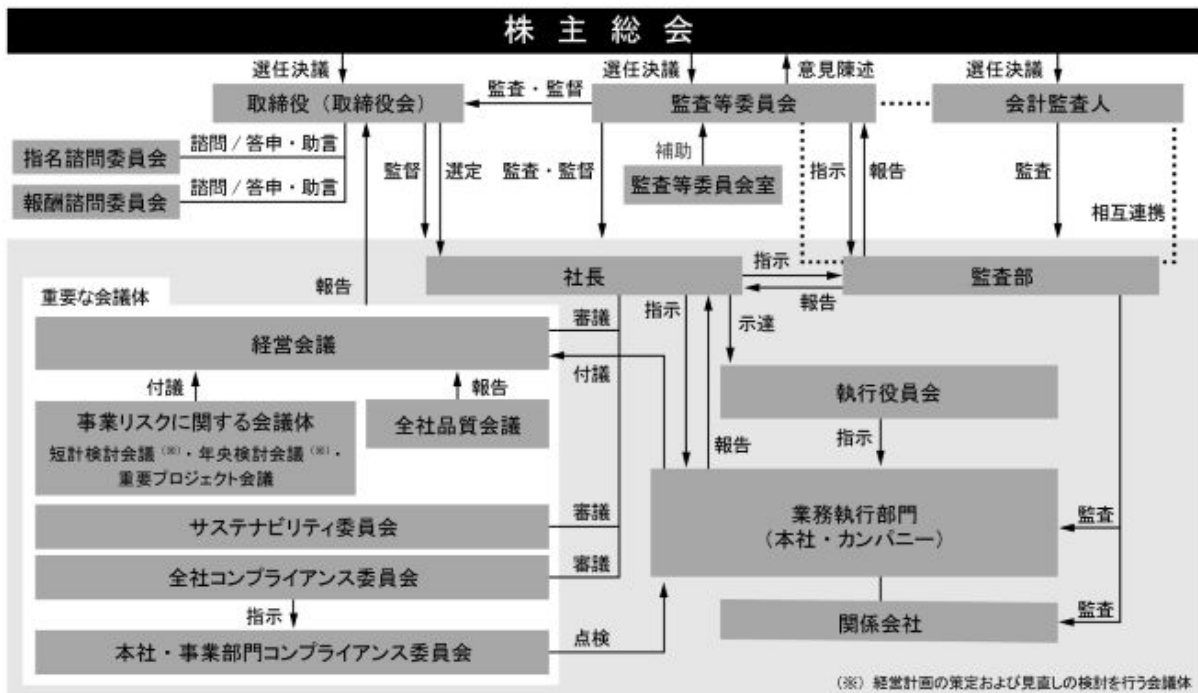 株主総会
選任決議
選任決議
意見陳述
選任決議
取締役（取締役会）
監査・監督
監査等委員会
会計監査人
指名諮問委員会
諮問/答申・助言
報酬諮問委員会
諮問/答申・助言
監督
選定
監査・監督
補助
監査等委員会室
指示
報告
監査
相互連携
報告
社長
指示
報告
監査部
重要な会議体
経営会議
審議
指示
示達
付議
報告
付議
執行役員会
事業リスクに関する会議体
短計検討会議（※）・年央検討会議（※）・
重要プロジェクト会議
全社品質会議
報告
指示
業務執行部門
（本社・カンパニー）
監査
サステナビリティ委員会
審議
全社コンプライアンス委員会
審議
指示
関係会社
監査
本社・事業部門コンプライアンス委員会
点検
（※）経営計画の策定および見直しの検討を行う会議体